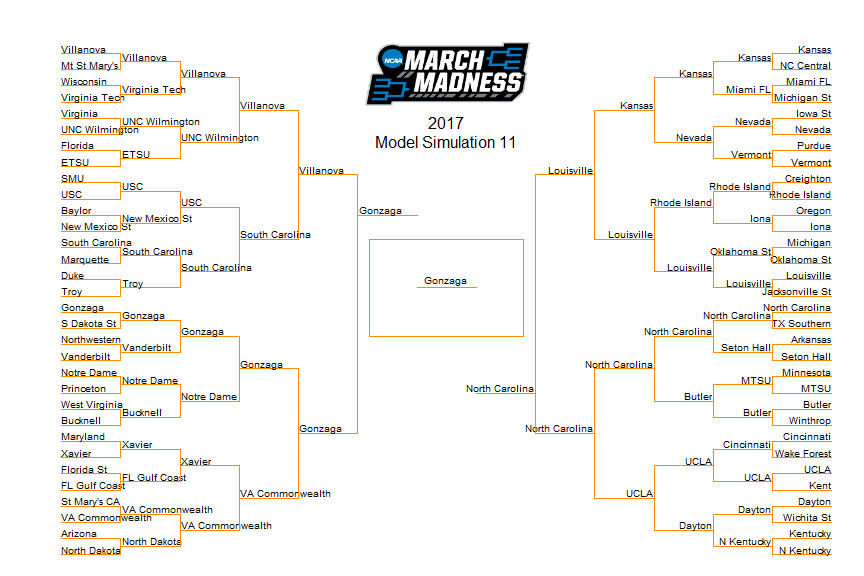 NCAA
MARCH
MADNESS
2017
Model Simulation 11
Villanova
Mt St Mary's
Wisconsin
Virginia Tech
Virginia
UNC Wilmington
Florida
ETSU
SMU
USC
Baylor
New Mexico St
South Carolina
Marquette
Duke
Troy
Gonzaga
S Dakota St
Northwestern
Vanderbilt
Notre Dame
Princeton
West Virginia
Bucknell
Maryland
Xavier
Florida St
FL Gulf Coast
St Mary's CA
VA Commonwealth
Arizona
North Dakota
Villanova
Virginia Tech
UNC Wilmington
ETSU
USC
New Mexico St
South Carolina
Troy
Gonzaga
Vanderbilt
Notre Dame
Bucknell
Xavier
FL Gulf Coast
VA Commonwealth
North Dakota
Villanova
UNC Wilmington
USC
South Carolina
Gonzaga
Notre Dame
Xavier
VA Commonwealth
Villanova
South Carolina
Gonzaga
VA Commonwealth
Villanova
Gonzaga
Gonzaga
Gonzaga
North Carolina
Louisville
North Carolina
Kansas
Louisville
North Carolina
UCLA
Kansas
Nevada
Rhode Island
Louisville
North Carolina
Butler
UCLA
Dayton
Kansas
Miami FL
Nevada
Vermont
Rhode Island
Iona
Oklahoma St
Louisville
North Carolina
Seton Hall
MTSU
Butler
Cincinnati
UCLA
Dayton
N Kentucky
Kansas
NC Central
Miami FL
Michigan St
Iowa St
Nevada
Purdue
Vermont
Creighton
Rhode Island
Oregon
Iona
Michigan
Oklahoma St
Louisville
Jacksonville St
North Carolina
TX Southern
Arkansas
Seton Hall
Minnesota
MTSU
Butler
Winthrop
Cincinnati
Wake Forest
UCLA
Kent
Dayton
Wichita St
Kentucky
N Kentucky